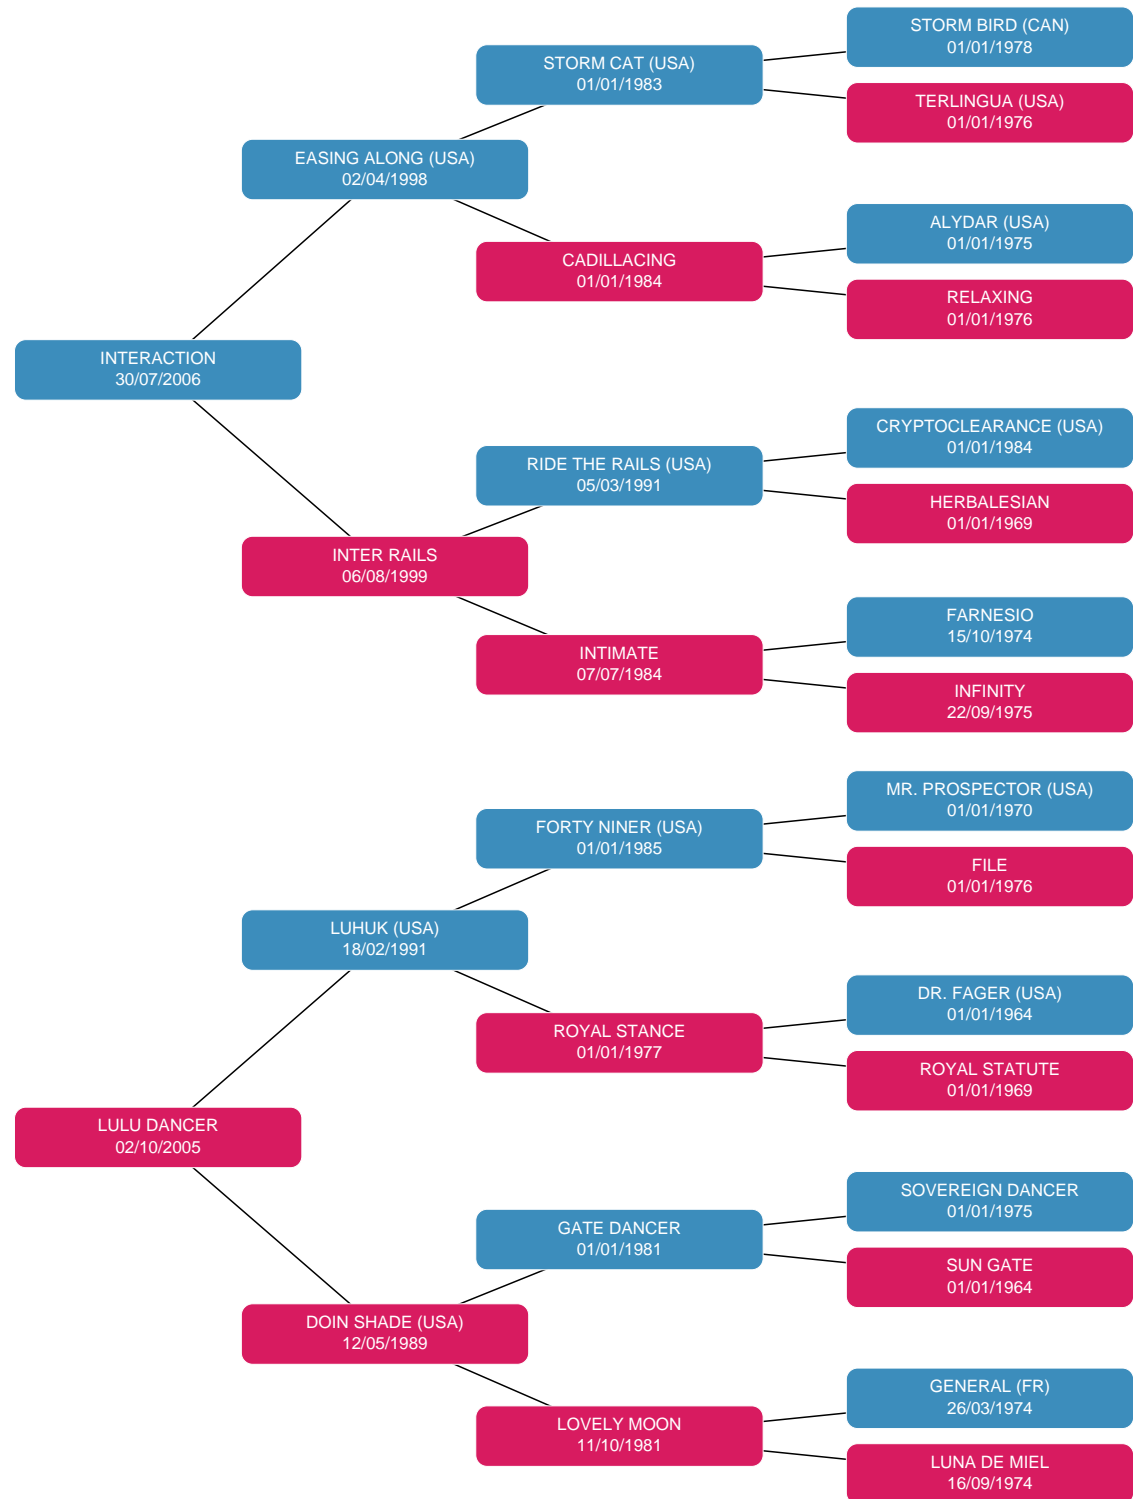 STORM BIRD (CAN)
01/01/1978
STORM CAT (USA)
01/01/1983
TERLINGUA (USA)
01/01/1976
EASING ALONG (USA)
02/04/1998
ALYDAR (USA)
01/01/1975
CADILLACING
01/01/1984
RELAXING
01/01/1976
INTERACTION
30/07/2006
CRYPTOCLEARANCE (USA)
01/01/1984
RIDE THE RAILS (USA)
05/03/1991
HERBALESIAN
01/01/1969
INTER RAILS
06/08/1999
FARNESIO
15/10/1974
INTIMATE
07/07/1984
INFINITY
22/09/1975
MR. PROSPECTOR (USA)
01/01/1970
FORTY NINER (USA)
01/01/1985
FILE
01/01/1976
LUHUK (USA)
18/02/1991
DR. FAGER (USA)
01/01/1964
ROYAL STANCE
01/01/1977
ROYAL STATUTE
01/01/1969
LULU DANCER
02/10/2005
SOVEREIGN DANCER
01/01/1975
GATE DANCER
01/01/1981
SUN GATE
01/01/1964
DOIN SHADE (USA)
12/05/1989
GENERAL (FR)
26/03/1974
LOVELY MOON
11/10/1981
LUNA DE MIEL
16/09/1974